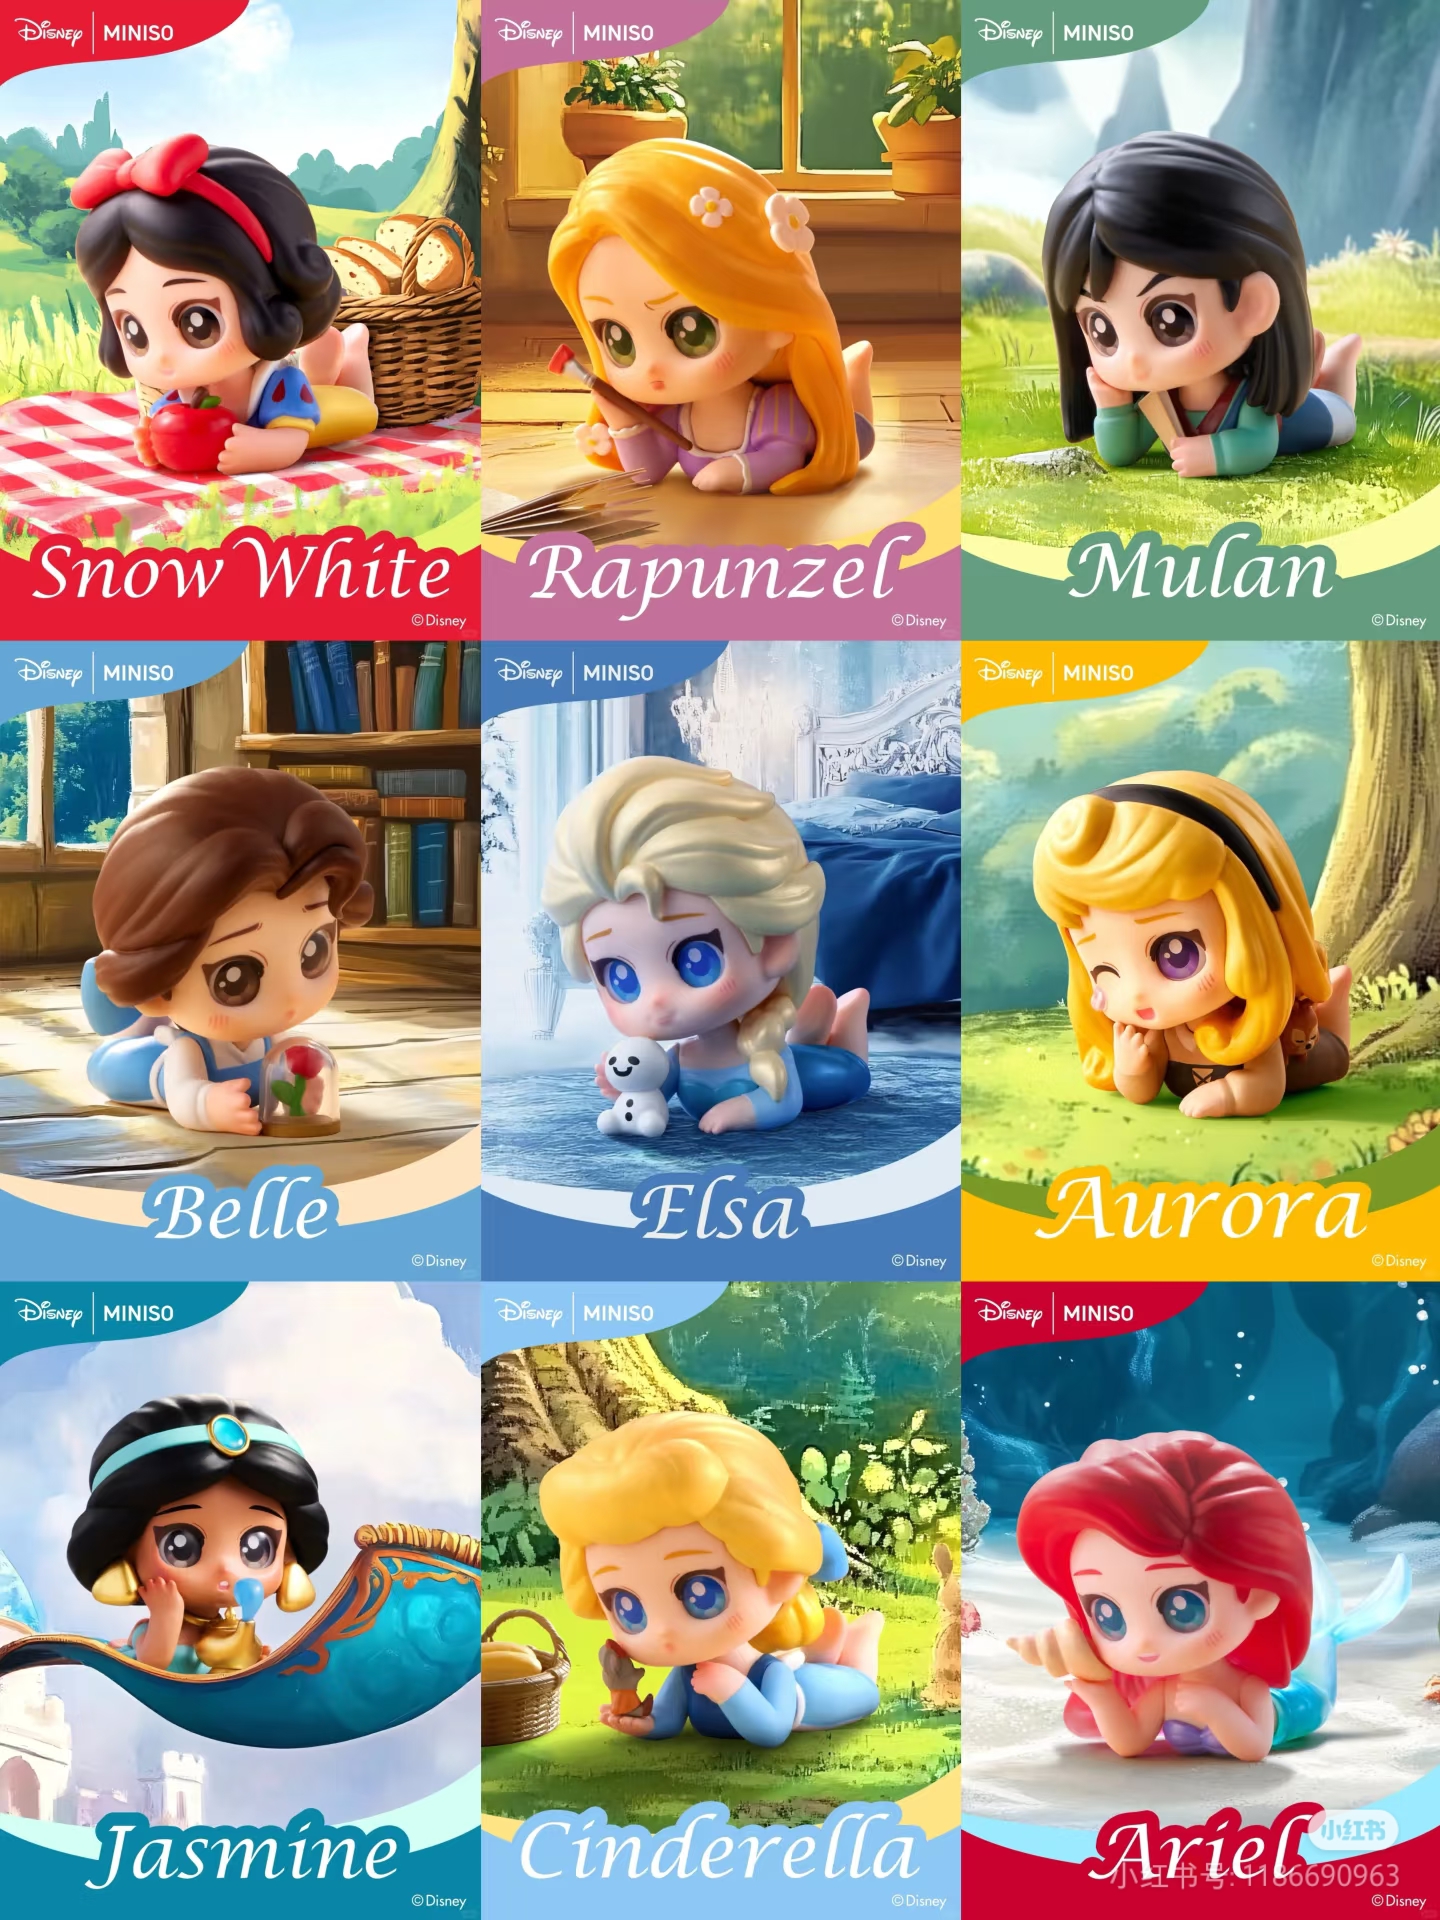 Disney | MINISO
Snow White
©Disney
Disney | MINISO
Rapunzel
©Disney
Disney | MINISO
Mulan
©Disney
Disney | MINISO
Belle
©Disney
Disney | MINISO
Elsa
©Disney
Disney | MINISO
Aurora
©Disney
Disney | MINISO
Jasmine
©Disney
Disney | MINISO
Cinderella
©Disney
Disney | MINISO
Ariel
小红书
小红书号: 1186690963
©Disney